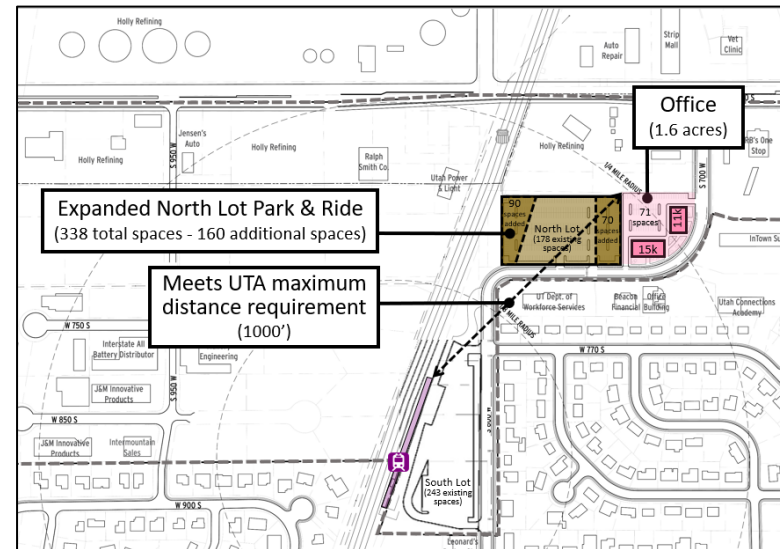 Holly Refining
Holly Refining
Strip
Mall
Vet
Clinic
Auto
Repair
Office
(1.6 acres)
S 950 W
Jensen's
Auto
Holly Refining
Holly Refining
Ralph
Smith Co.
Utah Power
& Light
Holly Refining
RB's One
Stop
S 700 W
1/4 MILE RADIUS
Expanded North Lot Park & Ride
(338 total spaces - 160 additional spaces)
90
spaces
added
North Lot
(178 existing
spaces)
70
spaces
added
71
spaces
11k
15k
InTown Su
Meets UTA maximum
distance requirement
(1000')
UT Dept. of
Workforce Services
Beacon
Financial
Office
Building
Utah Connections
Academy
MILE RADIUS
W 750 S
Interstate All
Battery Distributor
Engineering
W 770 S
S 950 W
J&M Innovative
Products
W 850 S
J&M Innovative
Products
Intermountain
Sales
South Lot
(243 existing
spaces)
W 900 S
Leonard's